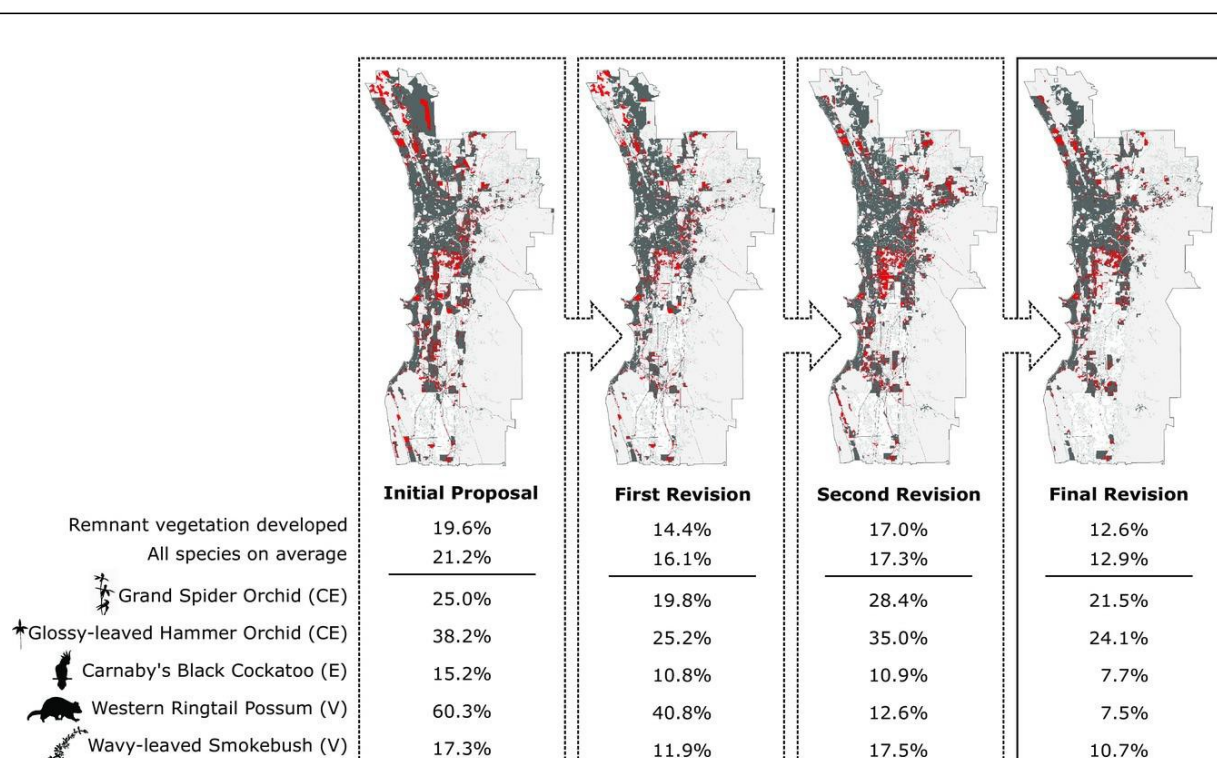 Initial Proposal First Revision Second Revision Final Revision
Remnant vegetation developed 19.6% 14.4% 17.0% 12.6%
All species on average 21.2% 16.1% 17.3% 12.9%
Grand Spider Orchid (CE) 25.0% 19.8% 28.4% 21.5%
Glossy-leaved Hammer Orchid (CE) 38.2% 25.2% 35.0% 24.1%
Carnaby's Black Cockatoo (E) 15.2% 10.8% 10.9% 7.7%
Western Ringtail Possum (V) 60.3% 40.8% 12.6% 7.5%
Wavy-leaved Smokebush (V) 17.3% 11.9% 17.5% 10.7%